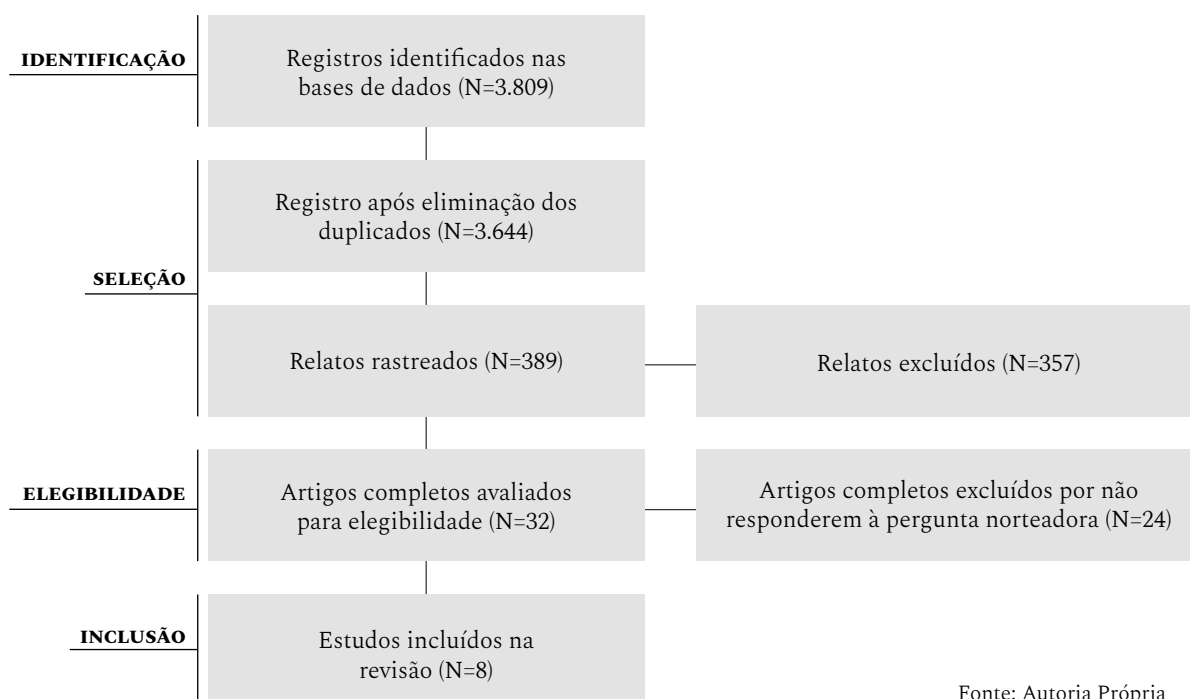 IDENTIFICAÇÃO
Registros identificados nas
bases de dados (N=3.809)
Registro após eliminação dos
duplicados (N=3.644)
SELEÇÃO
Relatos rastreados (N=389)
Relatos excluídos (N=357)
ELEGIBILIDADE
Artigos completos avaliados
para elegibilidade (N=32)
Artigos completos excluídos por não
responderem à pergunta norteadora (N=24)
INCLUSÃO
Estudos incluídos na
revisão (N=8)
Fonte: Autoria Própria